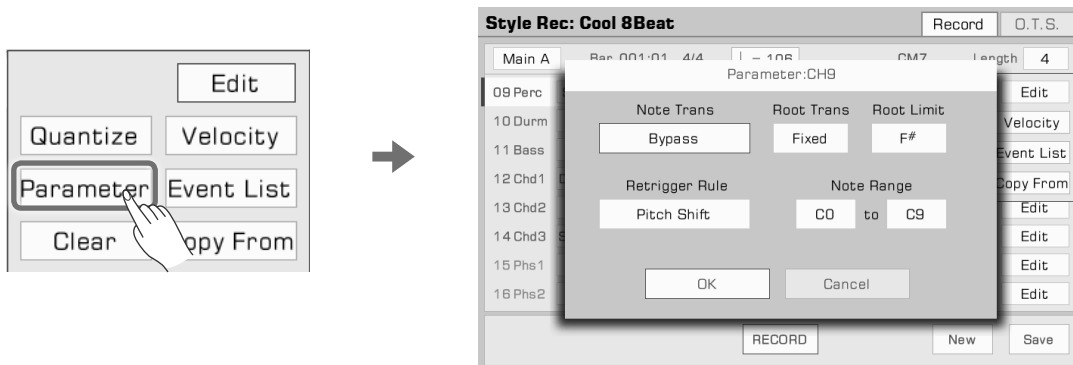 Edit
Quantize Velocity
Parameter Event List
Clear opy From
Style Rec: Cool 8Beat Record O.T.S.
Main A Bar 001:01 4/4 = 106 CM7 Length 4
Parameter:CH9
09 Perc Edit
Note Trans Root Trans Root Limit
10 Durm Velocity
Bypass Fixed F#
11 Bass Event List
12 Chd1 Copy From
Retrigger Rule Note Range
13 Chd2 Edit
Pitch Shift C0 to C9
14 Chd3 S Edit
15 Phs1 Edit
OK Cancel
16 Phs2 Edit
RECORD New Save